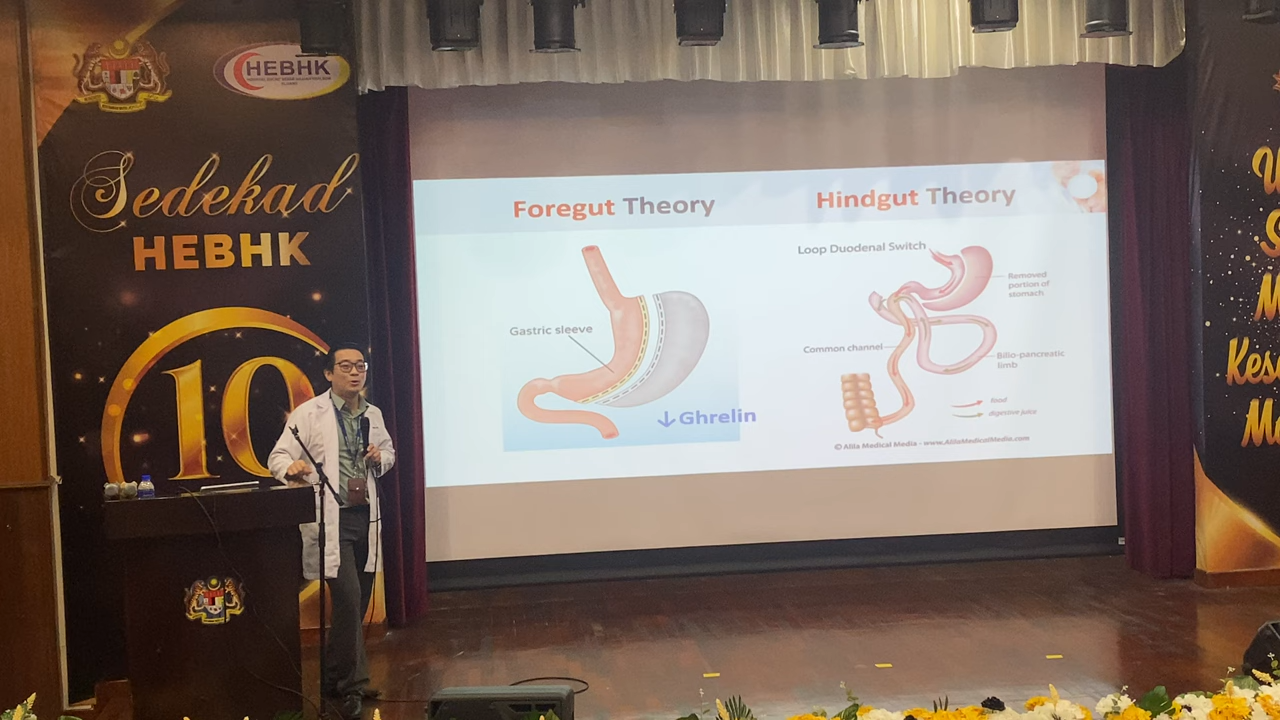 HEBHK
Sedekad
HEBHK
10
Foregut Theory
Gastric sleeve
↓ Ghrelin
Hindgut Theory
Loop Duodenal Switch
Removed
portion of
stomach
Common channel
Bilio-pancreatic
limb
food
digestive juice
© Alila Medical Media - www.AlilaMedicalMedia.com